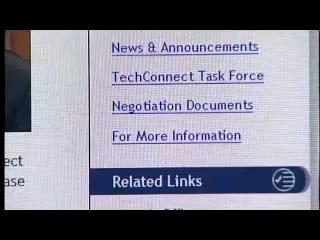 News & Announcements
TechConnect Task Force
Negotiation Documents
For More Information
Related Links